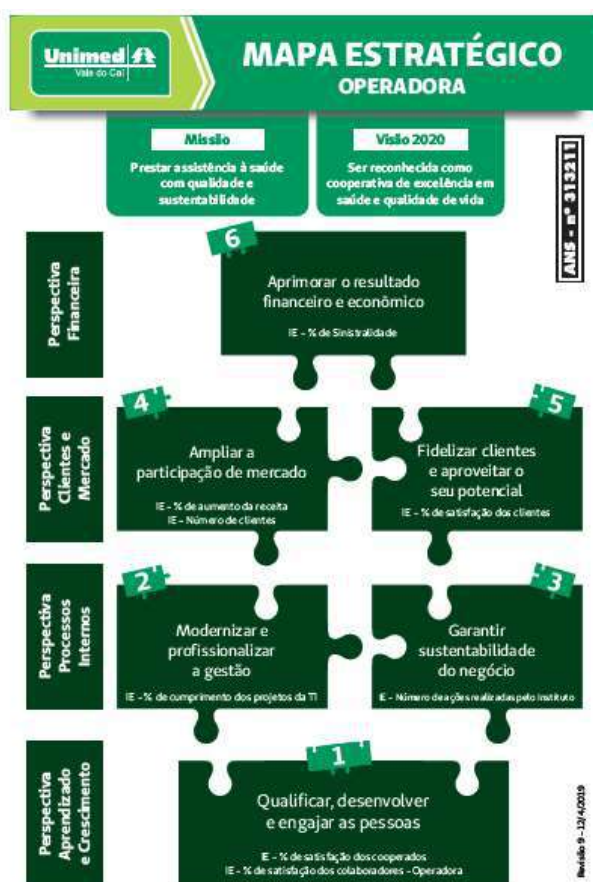 Unimed
Vale do Caí
MAPA ESTRATÉGICO
OPERADORA
Missão
Prestar assistência à saúde
com qualidade e
sustentabilidade
Visão 2020
Ser reconhecida como
cooperativa de excelência em
saúde e qualidade de vida
ANS - nº 313211
Perspectiva
Financeira
6
Aprimorar o resultado
financeiro e econômico
IE - % de Sinistralidade
Perspectiva
Clientes e
Mercado
4
Ampliar a
participação de mercado
IE - % de aumento da receita
IE - Número de clientes
5
Fidelizar clientes
e aproveitar o
seu potencial
IE - % de satisfação dos clientes
Perspectiva
Processos
Internos
2
Modernizar e
profissionalizar
a gestão
IE - % de cumprimento dos projetos da TI
3
Garantir
sustentabilidade
do negócio
IE - Número de ações realizadas pelo Instituto
Perspectiva
Aprendizado
e Crescimento
1
Qualificar, desenvolver
e engajar as pessoas
IE - % de satisfação dos cooperados
IE - % de satisfação dos colaboradores - Operadora
Revisão 9 - 12/4/2019